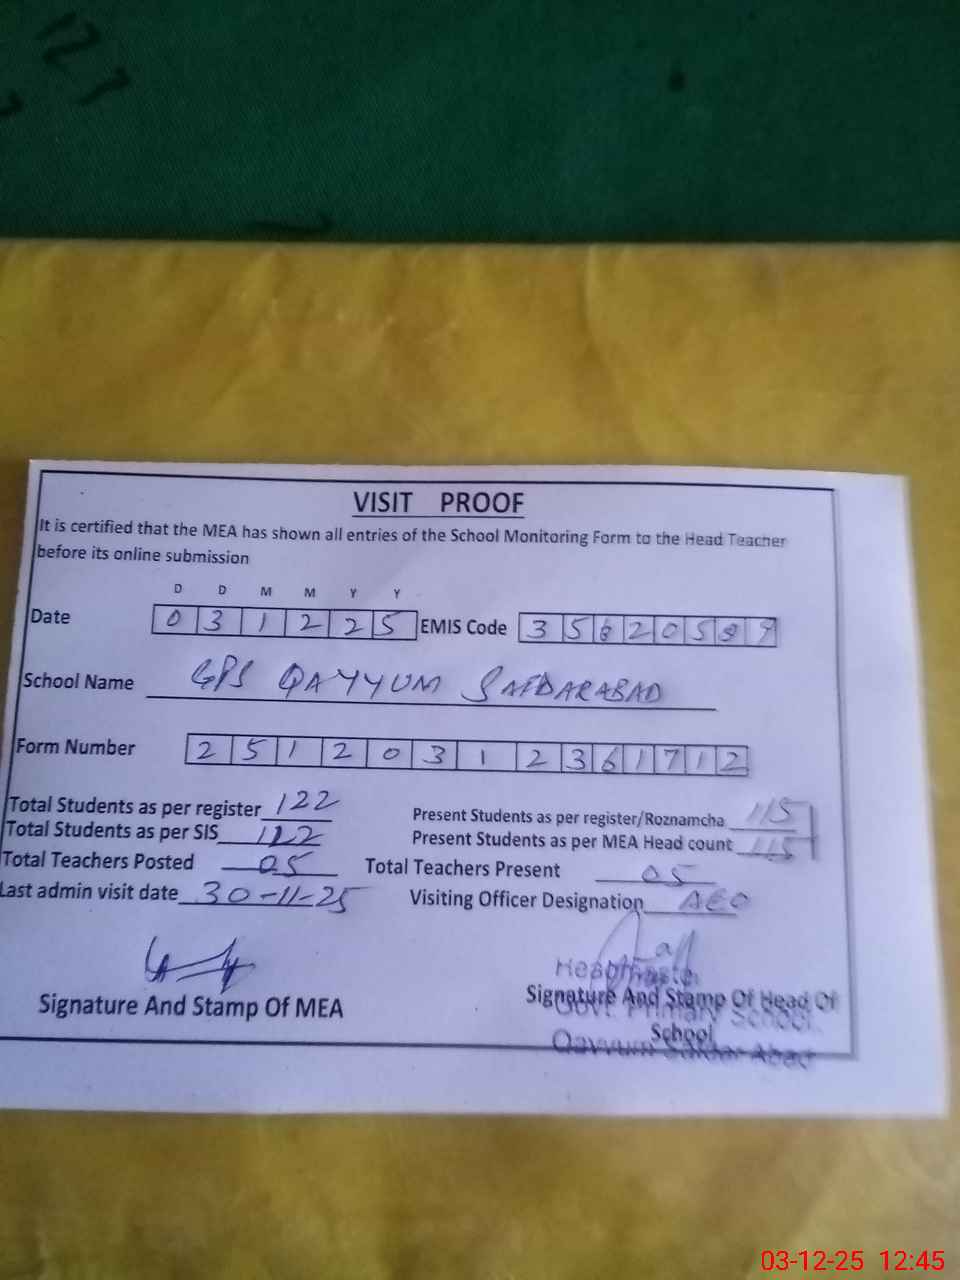 VISIT PROOF
It is certified that the MEA has shown all entries of the School Monitoring Form to the Head Teacher
before its online submission
D D M M Y Y
Date 0 3 1 2 2 5 EMIS Code 3 5 6 2 0 5 8 9
School Name GPS QAYYUM SAFDARABAD
Form Number 2 5 1 2 0 3 1 2 3 6 1 7 1 2
Total Students as per register 122 Present Students as per register/Roznamcha 115
Total Students as per SIS 122 Present Students as per MEA Head count 115
Total Teachers Posted 05 Total Teachers Present 05
Last admin visit date 30-11-25 Visiting Officer Designation AEO
Headmaster
Signature And Stamp Of MEA Signature And Stamp Of Head Of
School
Govt. Primary School
Qayyum Safdar Abad
03-12-25 12:45